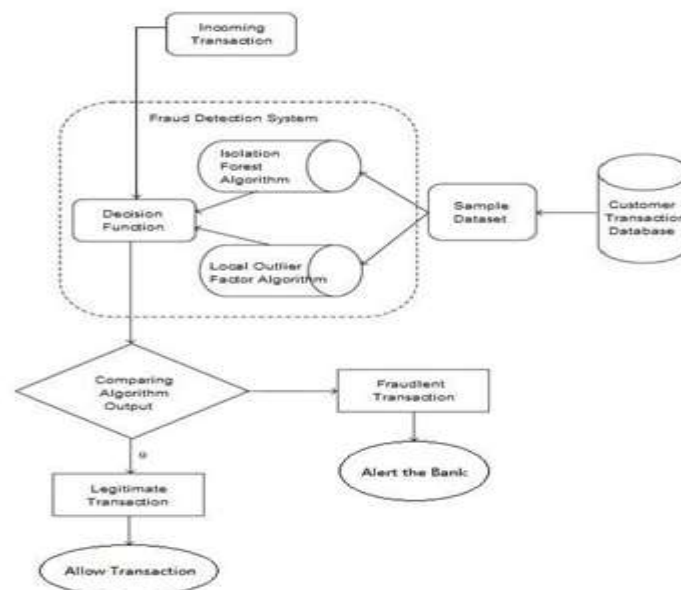 Incoming
Transaction
Fraud Detection System
Isolation
Forest
Algorithm
Decision
Function
Sample
Dataset
Customer
Transaction
Database
Local Outlier
Factor Algorithm
Comparing
Algorithm
Output
Fraudlent
Transaction
Alert the Bank
Legitimate
Transaction
Allow Transaction